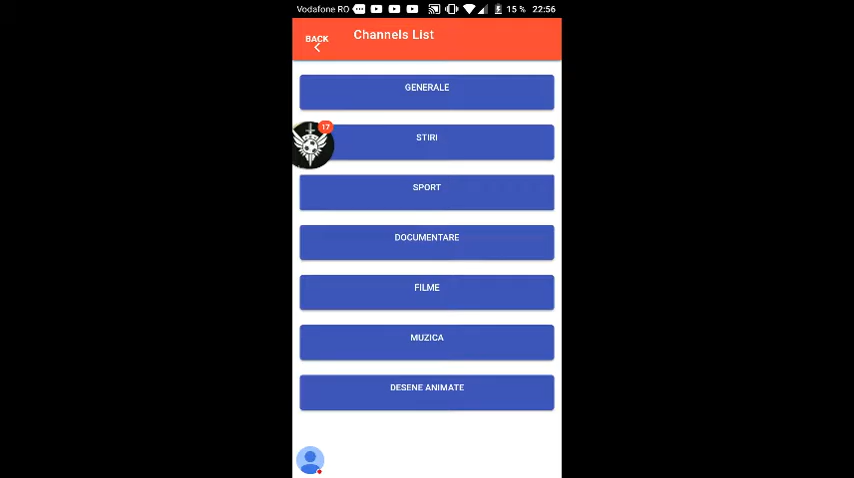 Vodafone RO 15 % 22:56
BACK
Channels List
GENERALE
17
STIRI
SPORT
DOCUMENTARE
FILME
MUZICA
DESENE ANIMATE